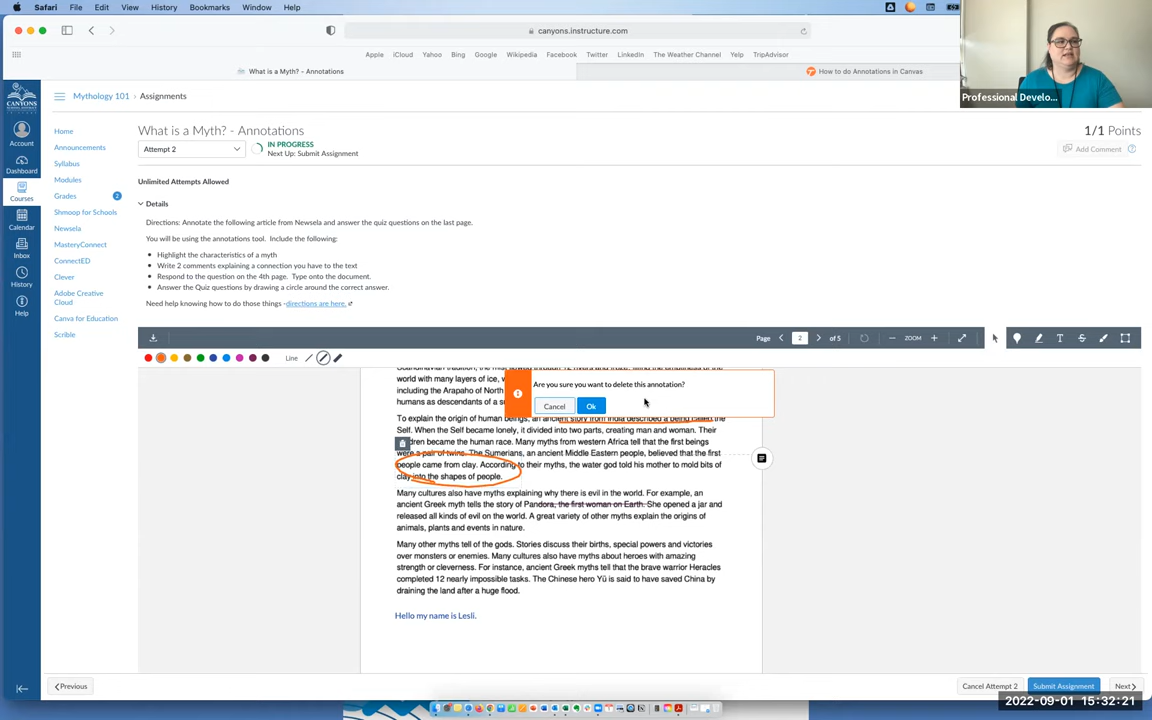 Safari File Edit View History Bookmarks Window Help
canyons.instructure.com
Apple iCloud Yahoo Bing Google Wikipedia Facebook Twitter LinkedIn The Weather Channel Yelp TripAdvisor
What is a Myth? - Annotations
How to do Annotations in Canvas
Professional Develo...
CANYONS
Mythology 101 › Assignments
Account
Dashboard
Courses
Calendar
Inbox
History
Help
Home
Announcements
Syllabus
Modules
Grades 2
Shmoop for Schools
Newsela
MasteryConnect
ConnectED
Clever
Adobe Creative
Cloud
Canva for Education
Scrible
What is a Myth? - Annotations
1/1 Points
Attempt 2
IN PROGRESS
Next Up: Submit Assignment
Add Comment
Unlimited Attempts Allowed
Details
Directions: Annotate the following article from Newsela and answer the quiz questions on the last page.
You will be using the annotations tool. Include the following:
Highlight the characteristics of a myth
Write 2 comments explaining a connection you have to the text
Respond to the question on the 4th page. Type onto the document.
Answer the Quiz questions by drawing a circle around the correct answer.
Need help knowing how to do those things -directions are here.
Page 2 of 5 ZOOM
Line
Are you sure you want to delete this annotation?
Cancel Ok
world with many layers of ice, w
including the Arapaho of North
humans as descendants of a s
To explain the origin of human beings, an ancient story from India described a being called the
Self. When the Self became lonely, it divided into two parts, creating man and woman. Their
dren became the human race. Many myths from western Africa tell that the first beings
were a pair of twins. The Sumerians, an ancient Middle Eastern people, believed that the first
people came from clay. According to their myths, the water god told his mother to mold bits of
clay into the shapes of people.
Many cultures also have myths explaining why there is evil in the world. For example, an
ancient Greek myth tells the story of Pandora, the first woman on Earth. She opened a jar and
released all kinds of evil on the world. A great variety of other myths explain the origins of
animals, plants and events in nature.
Many other myths tell of the gods. Stories discuss their births, special powers and victories
over monsters or enemies. Many cultures also have myths about heroes with amazing
strength or cleverness. For instance, ancient Greek myths tell that the brave warrior Heracles
completed 12 nearly impossible tasks. The Chinese hero Yü is said to have saved China by
draining the land after a huge flood.
Hello my name is Lesli.
Previous
Cancel Attempt 2
Submit Assignment
Next
2022-09-01 15:32:21